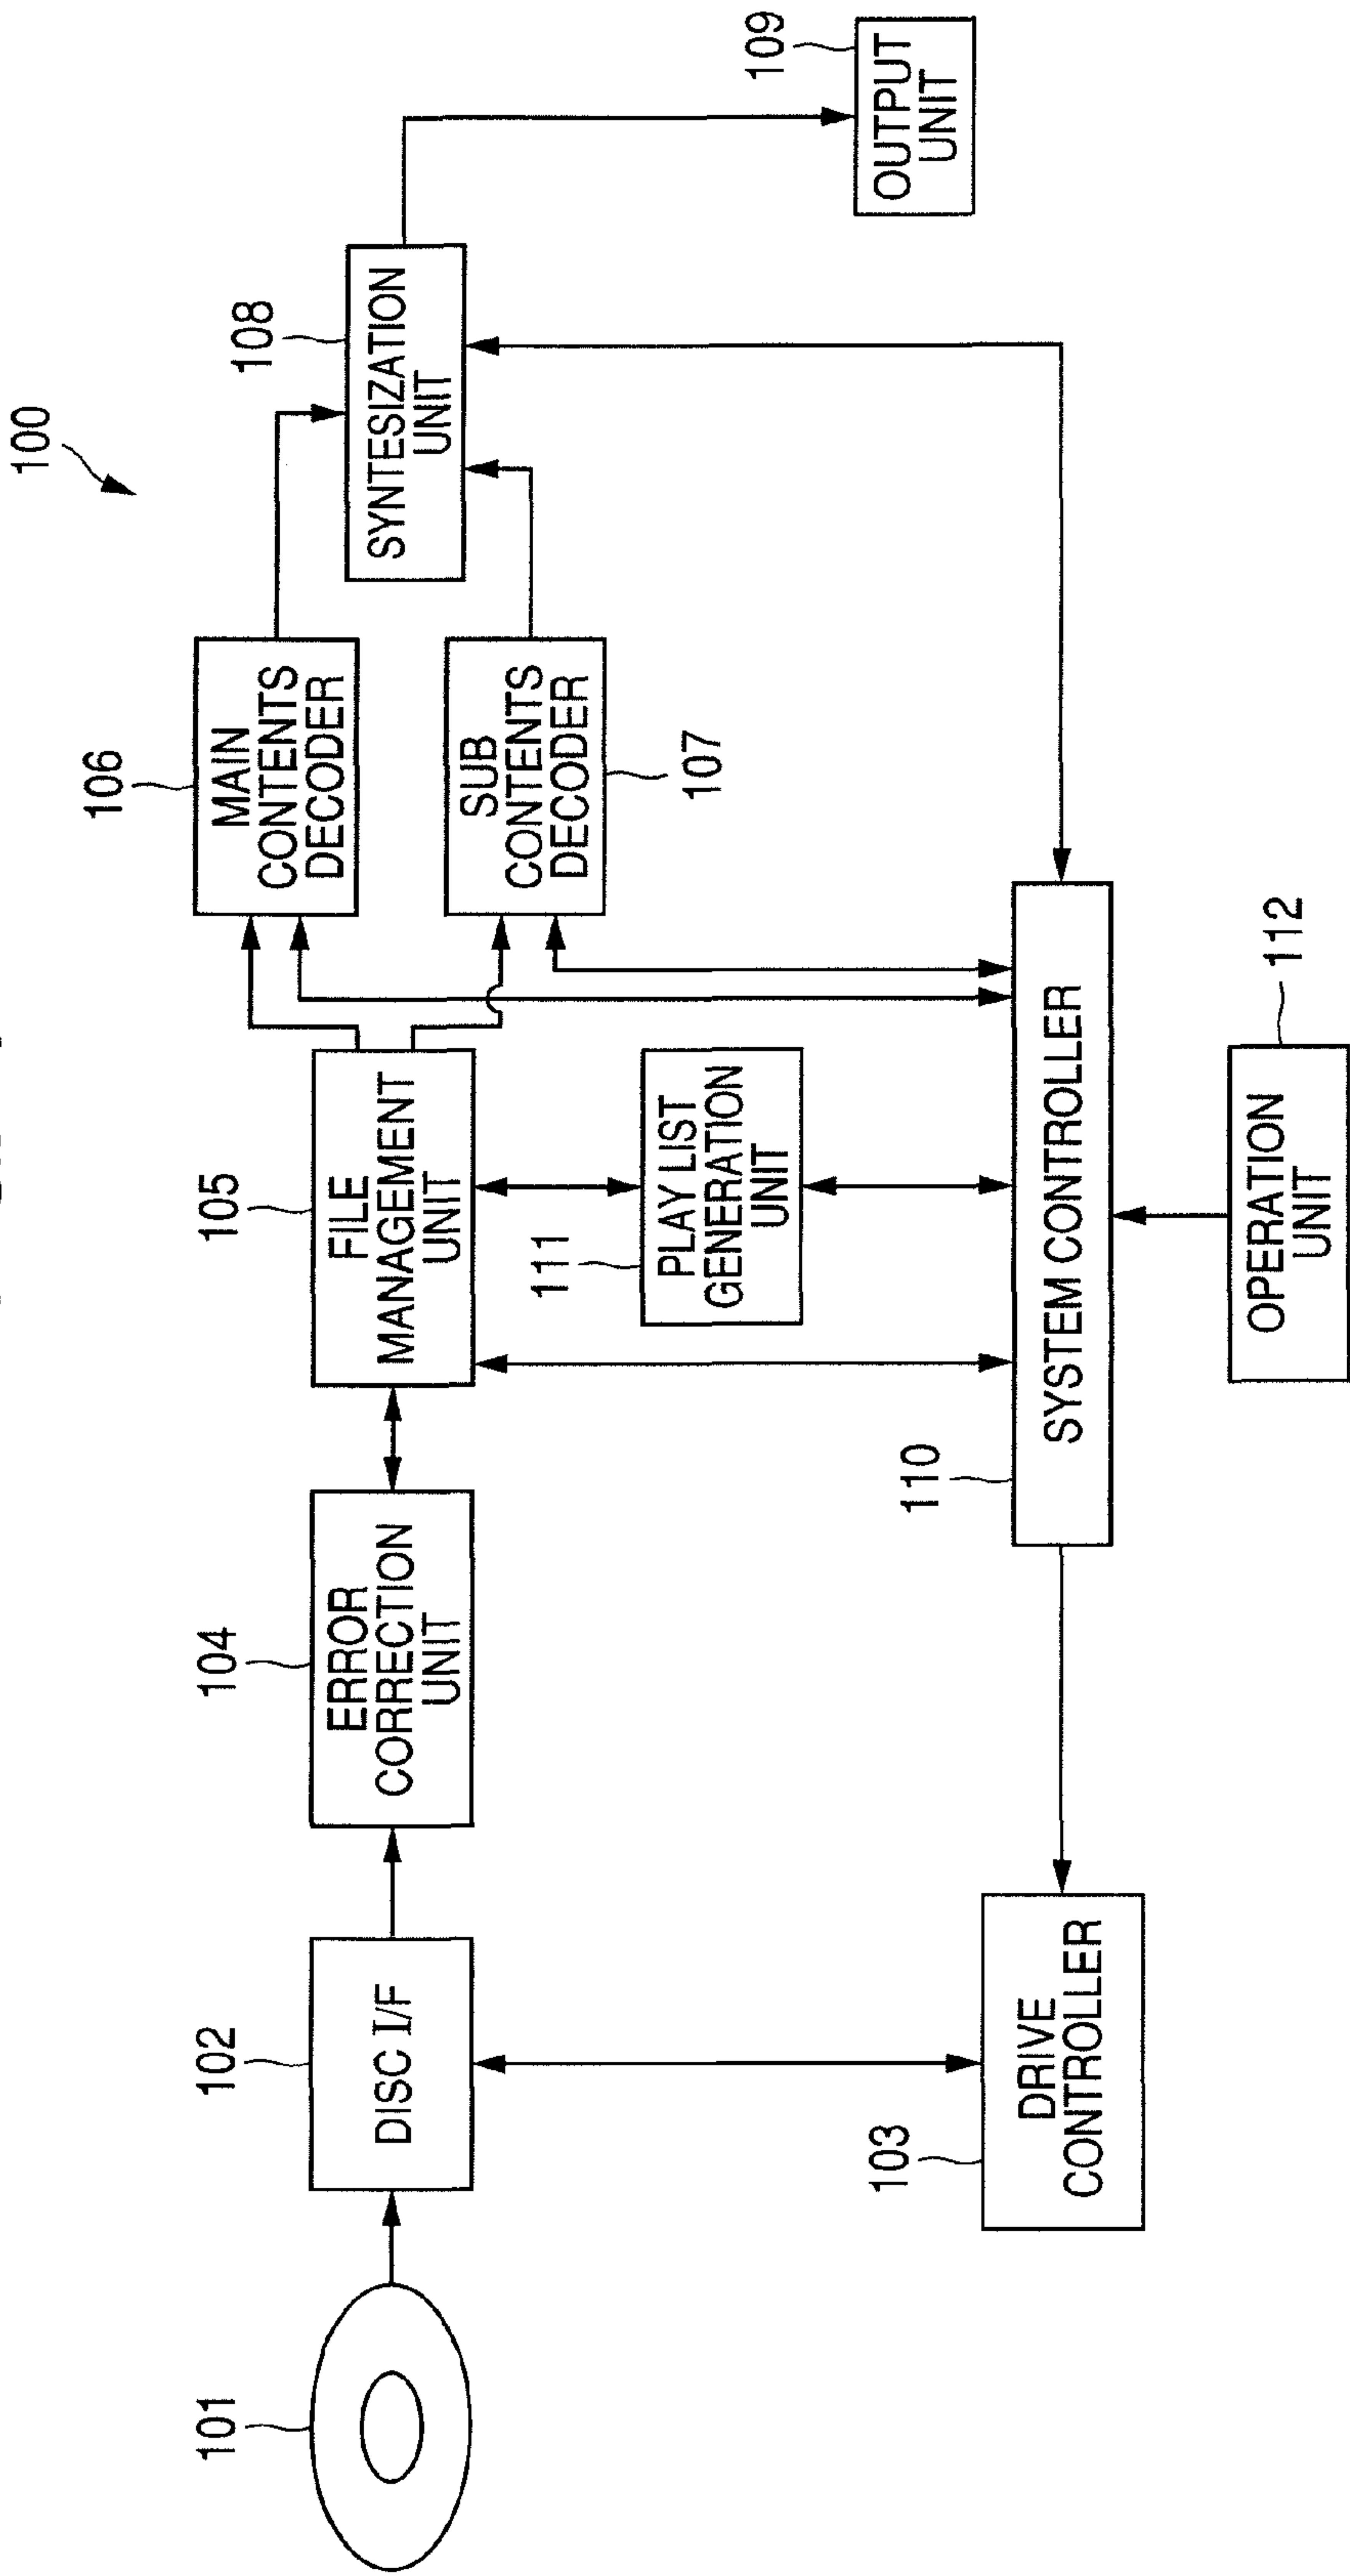 100
101
102
DISC I/F
104
ERROR
CORRECTION
UNIT
105
FILE
MANAGEMENT
UNIT
106
MAIN
CONTENTS
DECODER
SUB
CONTENTS
DECODER
107
108
SYNTESIZATION
UNIT
109
OUTPUT
UNIT
111
PLAY LIST
GENERATION
UNIT
103
DRIVE
CONTROLLER
110
SYSTEM CONTROLLER
OPERATION
UNIT
112